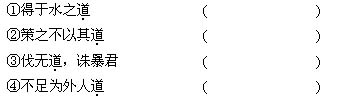 ①得于水之道 （ ）
②荣之不以其道 （ ）
③伐无道，诛暴君 （ ）
④不足为外人道 （ ）